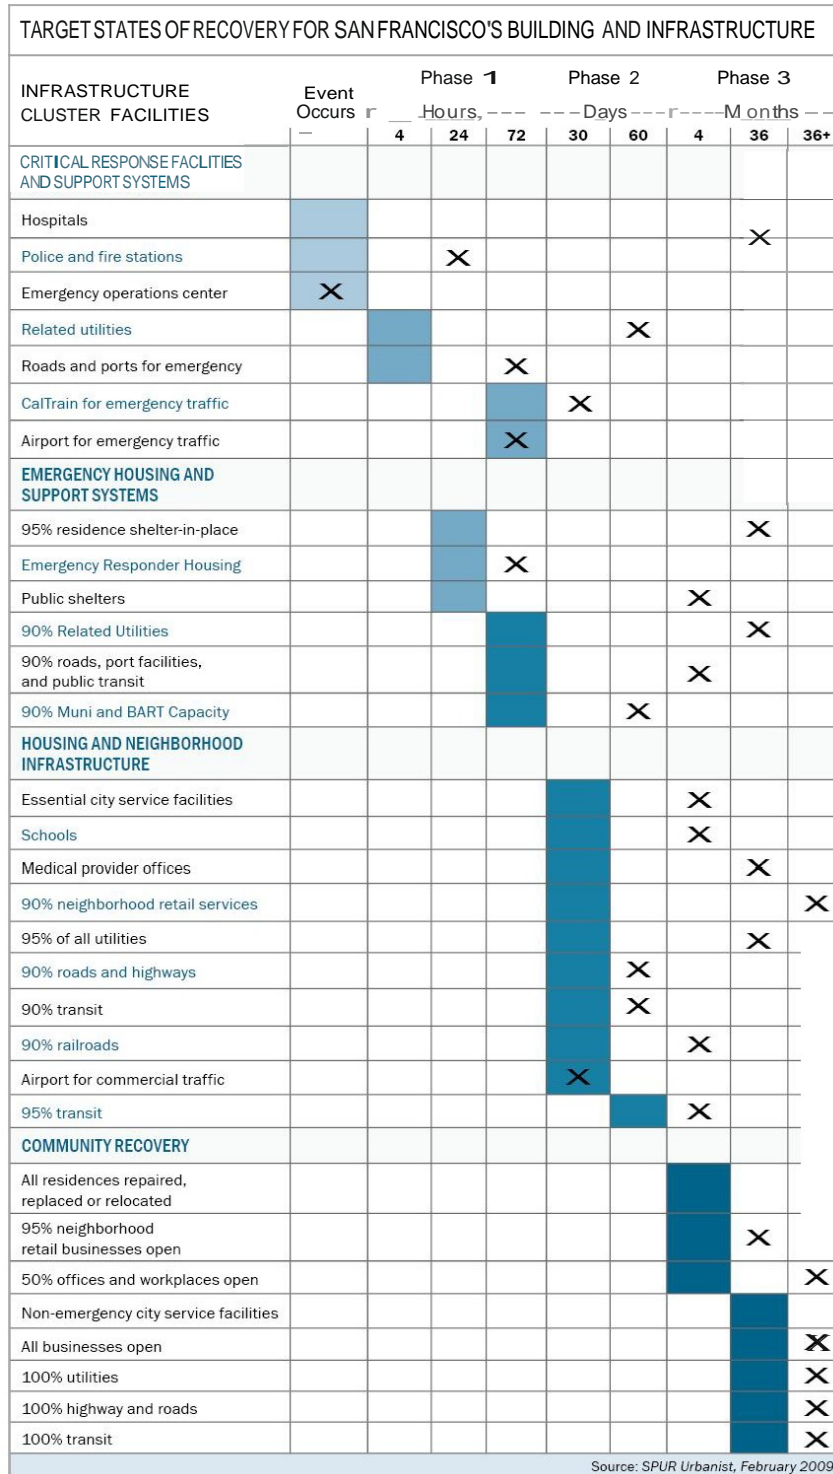 TARGET STATES OF RECOVERY FOR SAN FRANCISCO'S BUILDING AND INFRASTRUCTURE
INFRASTRUCTURE
CLUSTER FACILITIES
Event
Occurs
Phase 1
Hours
Phase 2
Days
Phase 3
Months
4 24 72 30 60 4 36 36+
CRITICAL RESPONSE FACLITIES
AND SUPPORT SYSTEMS
Hospitals X
Police and fire stations X
Emergency operations center X
Related utilities X
Roads and ports for emergency X
CalTrain for emergency traffic X
Airport for emergency traffic X
EMERGENCY HOUSING AND
SUPPORT SYSTEMS
95% residence shelter-in-place X
Emergency Responder Housing X
Public shelters X
90% Related Utilities X
90% roads, port facilities,
and public transit X
90% Muni and BART Capacity X
HOUSING AND NEIGHBORHOOD
INFRASTRUCTURE
Essential city service facilities X
Schools X
Medical provider offices X
90% neighborhood retail services X
95% of all utilities X
90% roads and highways X
90% transit X
90% railroads X
Airport for commercial traffic X
95% transit X
COMMUNITY RECOVERY
All residences repaired,
replaced or relocated
95% neighborhood
retail businesses open X
50% offices and workplaces open X
Non-emergency city service facilities
All businesses open X
100% utilities X
100% highway and roads X
100% transit X
Source: SPUR Urbanist, February 2009